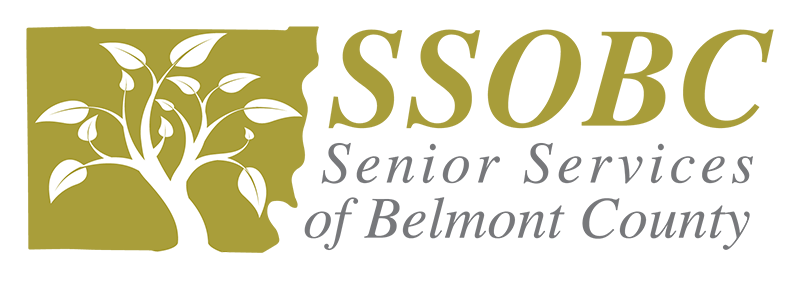 SSOBC
Senior Services
of Belmont County